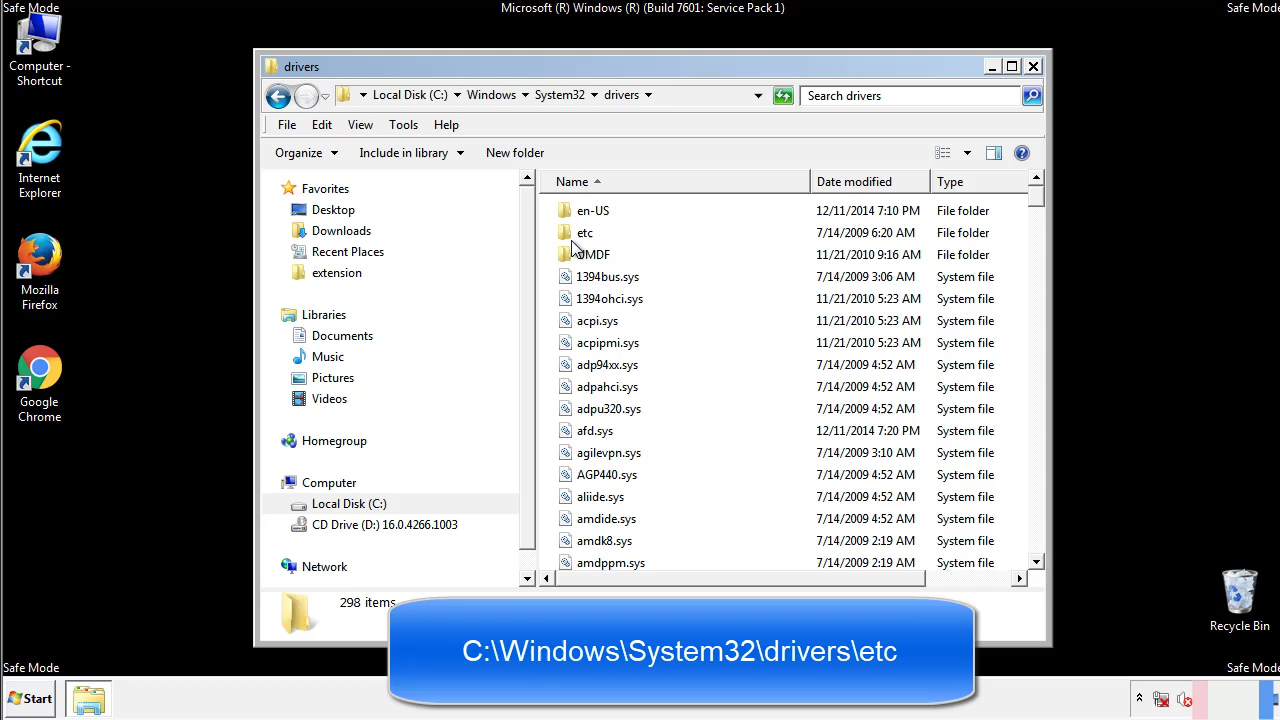 Safe Mode
Microsoft (R) Windows (R) (Build 7601: Service Pack 1)
Safe Mode
Computer -
Shortcut
Internet
Explorer
Mozilla
Firefox
Google
Chrome
drivers
Local Disk (C:) Windows System32 drivers
Search drivers
File Edit View Tools Help
Organize Include in library New folder
Favorites
Desktop
Downloads
Recent Places
extension
Libraries
Documents
Music
Pictures
Videos
Homegroup
Computer
Local Disk (C:)
CD Drive (D:) 16.0.4266.1003
Network
Name Date modified Type
en-US 12/11/2014 7:10 PM File folder
etc 7/14/2009 6:20 AM File folder
UMDF 11/21/2010 9:16 AM File folder
1394bus.sys 7/14/2009 3:06 AM System file
1394ohci.sys 11/21/2010 5:23 AM System file
acpi.sys 11/21/2010 5:23 AM System file
acpipmi.sys 11/21/2010 5:23 AM System file
adp94xx.sys 7/14/2009 4:52 AM System file
adpahci.sys 7/14/2009 4:52 AM System file
adpu320.sys 7/14/2009 4:52 AM System file
afd.sys 12/11/2014 7:20 PM System file
agilevpn.sys 7/14/2009 3:10 AM System file
AGP440.sys 7/14/2009 4:52 AM System file
aliide.sys 7/14/2009 4:52 AM System file
amdide.sys 7/14/2009 4:52 AM System file
amdk8.sys 7/14/2009 2:19 AM System file
amdppm.sys 7/14/2009 2:19 AM System file
298 items
C:\Windows\System32\drivers\etc
Recycle Bin
Safe Mode
Safe Mode
Start